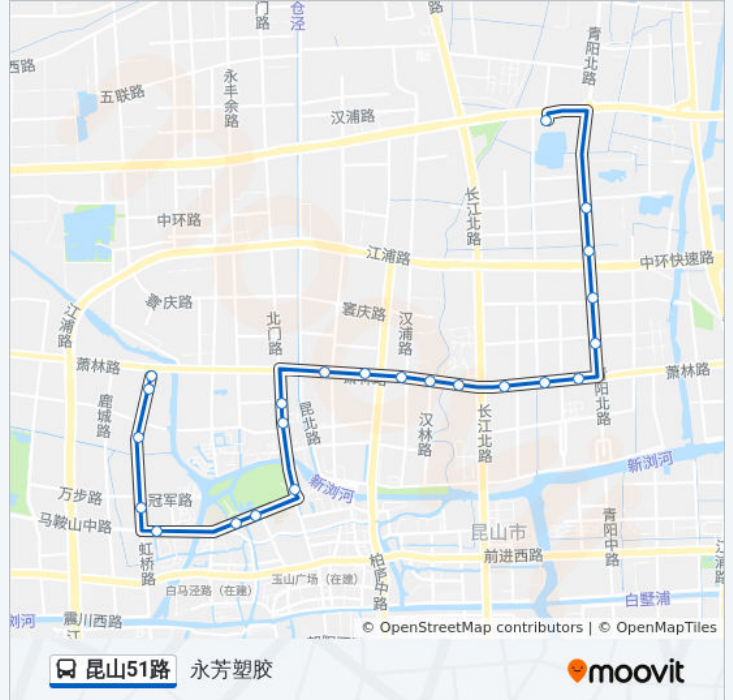 门路
仓泾
路
青阳北路
西路
永丰余路
五联路
汉浦路
长江北路
中环路
江浦路
中环快速路
庆路
江浦路
北门路
寰庆路
汉浦路
萧林路
萧林路
鹿城路
昆北路
汉林路
长江北路
阳北路
新浏河
新浏河
万步路
冠军路
马鞍山中路
昆山市
青阳中路
虹桥路
前进西路
柏庐中路
玉山广场（在建）
白马泾路（在建）
白墅浦
浏河
震川西路
江
© OpenStreetMap contributors | © OpenMapTiles
昆山51路 永芳塑胶
moovit